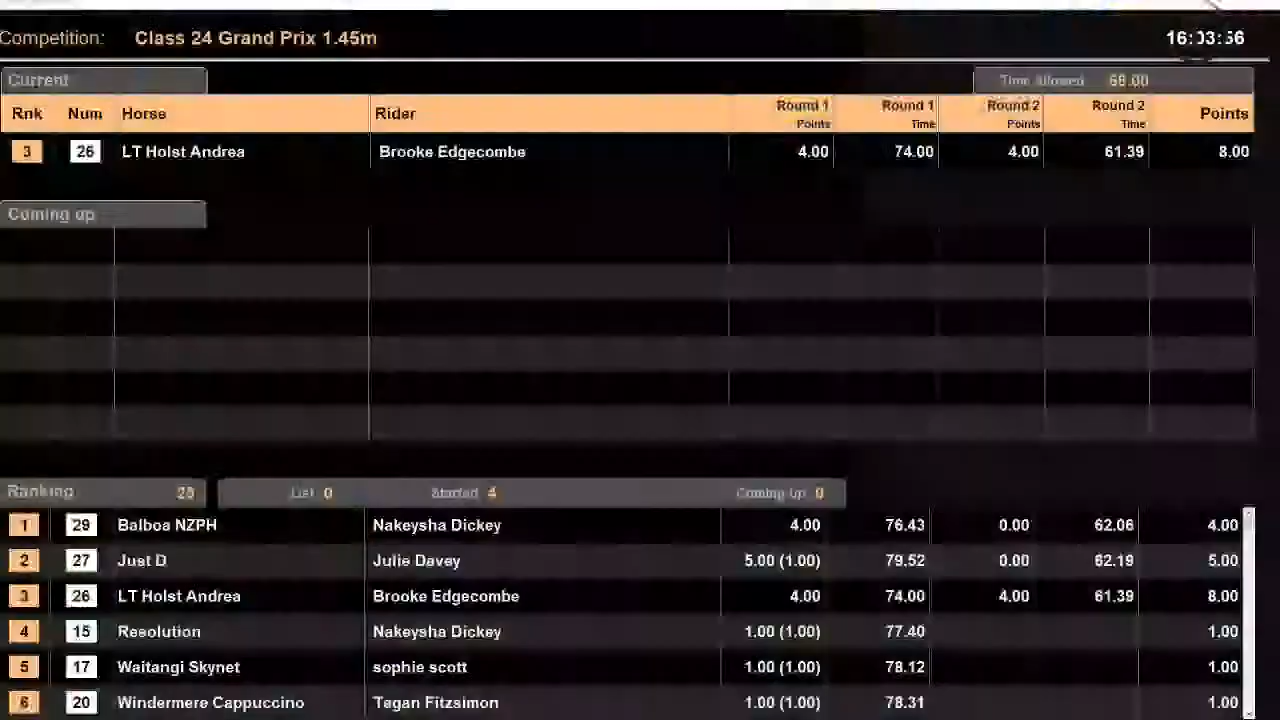 Competition: Class 24 Grand Prix 1.45m 16:03:56
Current Time Allowed
Rnk Num Horse Rider Round 1 Points Round 1 Time Round 2 Points Round 2 Time Points
3 26 LT Holst Andrea Brooke Edgecombe 4.00 74.00 4.00 61.39 8.00
Coming up
Ranking List 0 Started 4 Coming up 0
1 29 Balboa NZPH Nakeysha Dickey 4.00 76.43 0.00 62.06 4.00
2 27 Just D Julie Davey 5.00 (1.00) 79.52 0.00 62.19 5.00
3 26 LT Holst Andrea Brooke Edgecombe 4.00 74.00 4.00 61.39 8.00
4 15 Resolution Nakeysha Dickey 1.00 (1.00) 77.40 1.00
5 17 Waitangi Skynet sophie scott 1.00 (1.00) 78.12 1.00
6 20 Windermere Cappuccino Tegan Fitzsimon 1.00 (1.00) 78.31 1.00